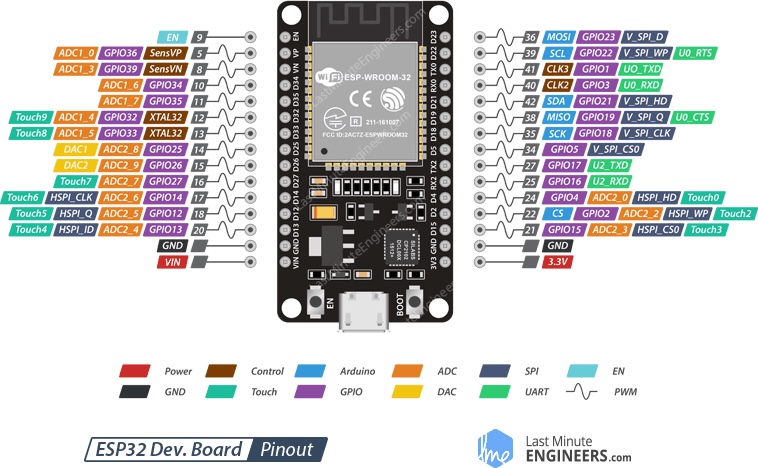 EN 9
ADC1_0 GPIO36 SensVP 5
ADC1_3 GPIO39 SensVN 8
ADC1_6 GPIO34 10
ADC1_7 GPIO35 11
Touch9 ADC1_4 GPIO32 XTAL32 12
Touch8 ADC1_5 GPIO33 XTAL32 13
DAC1 ADC2_8 GPIO25 14
DAC2 ADC2_9 GPIO26 15
Touch7 ADC2_7 GPIO27 16
Touch6 HSPI_CLK ADC2_6 GPIO14 17
Touch5 HSPI_Q ADC2_5 GPIO12 18
Touch4 HSPI_ID ADC2_4 GPIO13 20
GND
VIN
EN VP VN D34 D35 D32 D33 D25 D26 D27 D14 D12 D13 GND VIN
WiFi ESP-WROOM-32
CE
R 211-161007
FCC ID:2AC7Z-ESPWROOM32
SILABS
CP2102
DCL00X
EN
BOOT
D23 D22 TX0 RX0 D21 D19 D18 D5 TX2 RX2 D4 D2 D15 GND 3V3
LastMinuteEngineers.com
36 MOSI GPIO23 V_SPI_D
39 SCL GPIO22 V_SPI_WP U0_RTS
41 CLK3 GPIO1 UO_TXD
40 CLK2 GPIO3 U0_RXD
42 SDA GPIO21 V_SPI_HD
38 MISO GPIO19 V_SPI_Q U0_CTS
35 SCK GPIO18 V_SPI_CLK
34 GPIO5 V_SPI_CS0
27 GPIO17 U2_TXD
25 GPIO16 U2_RXD
24 GPIO4 ADC2_0 HSPI_HD Touch0
22 CS GPIO2 ADC2_2 HSPI_WP Touch2
21 GPIO15 ADC2_3 HSPI_CS0 Touch3
GND
3.3V
Power Control Arduino ADC SPI EN
GND Touch GPIO DAC UART PWM
ESP32 Dev. Board Pinout
lme Last Minute
ENGINEERS.com